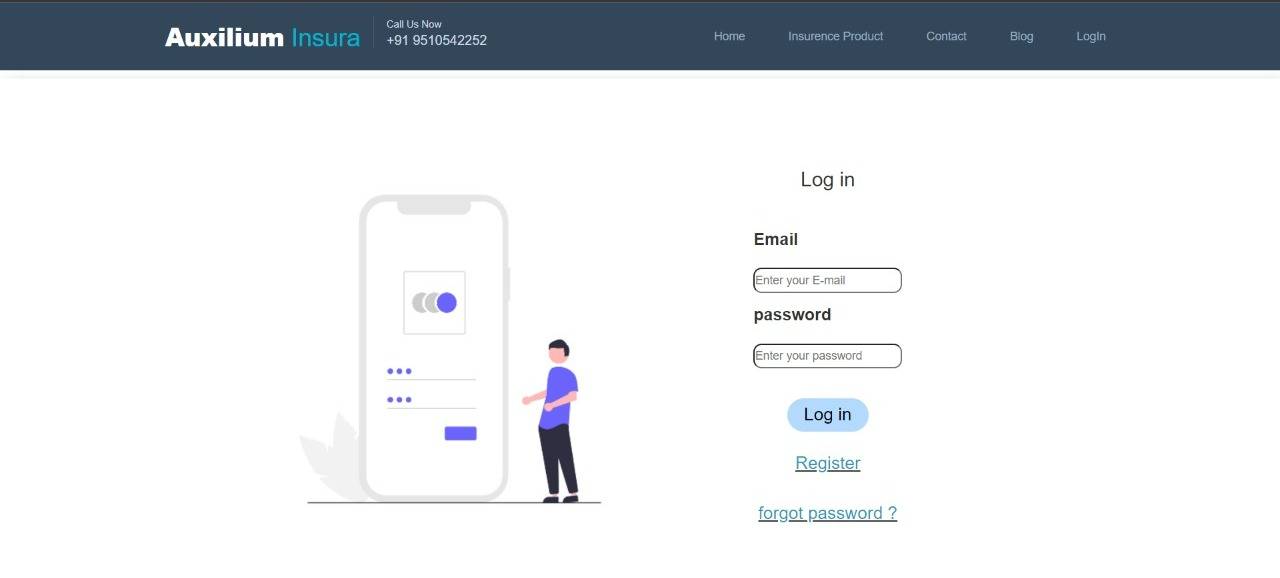 Auxilium Insura
Call Us Now
+91 9510542252
Home
Insurence Product
Contact
Blog
LogIn
Log in
Email
Enter your E-mail
password
Enter your password
Log in
Register
forgot password ?